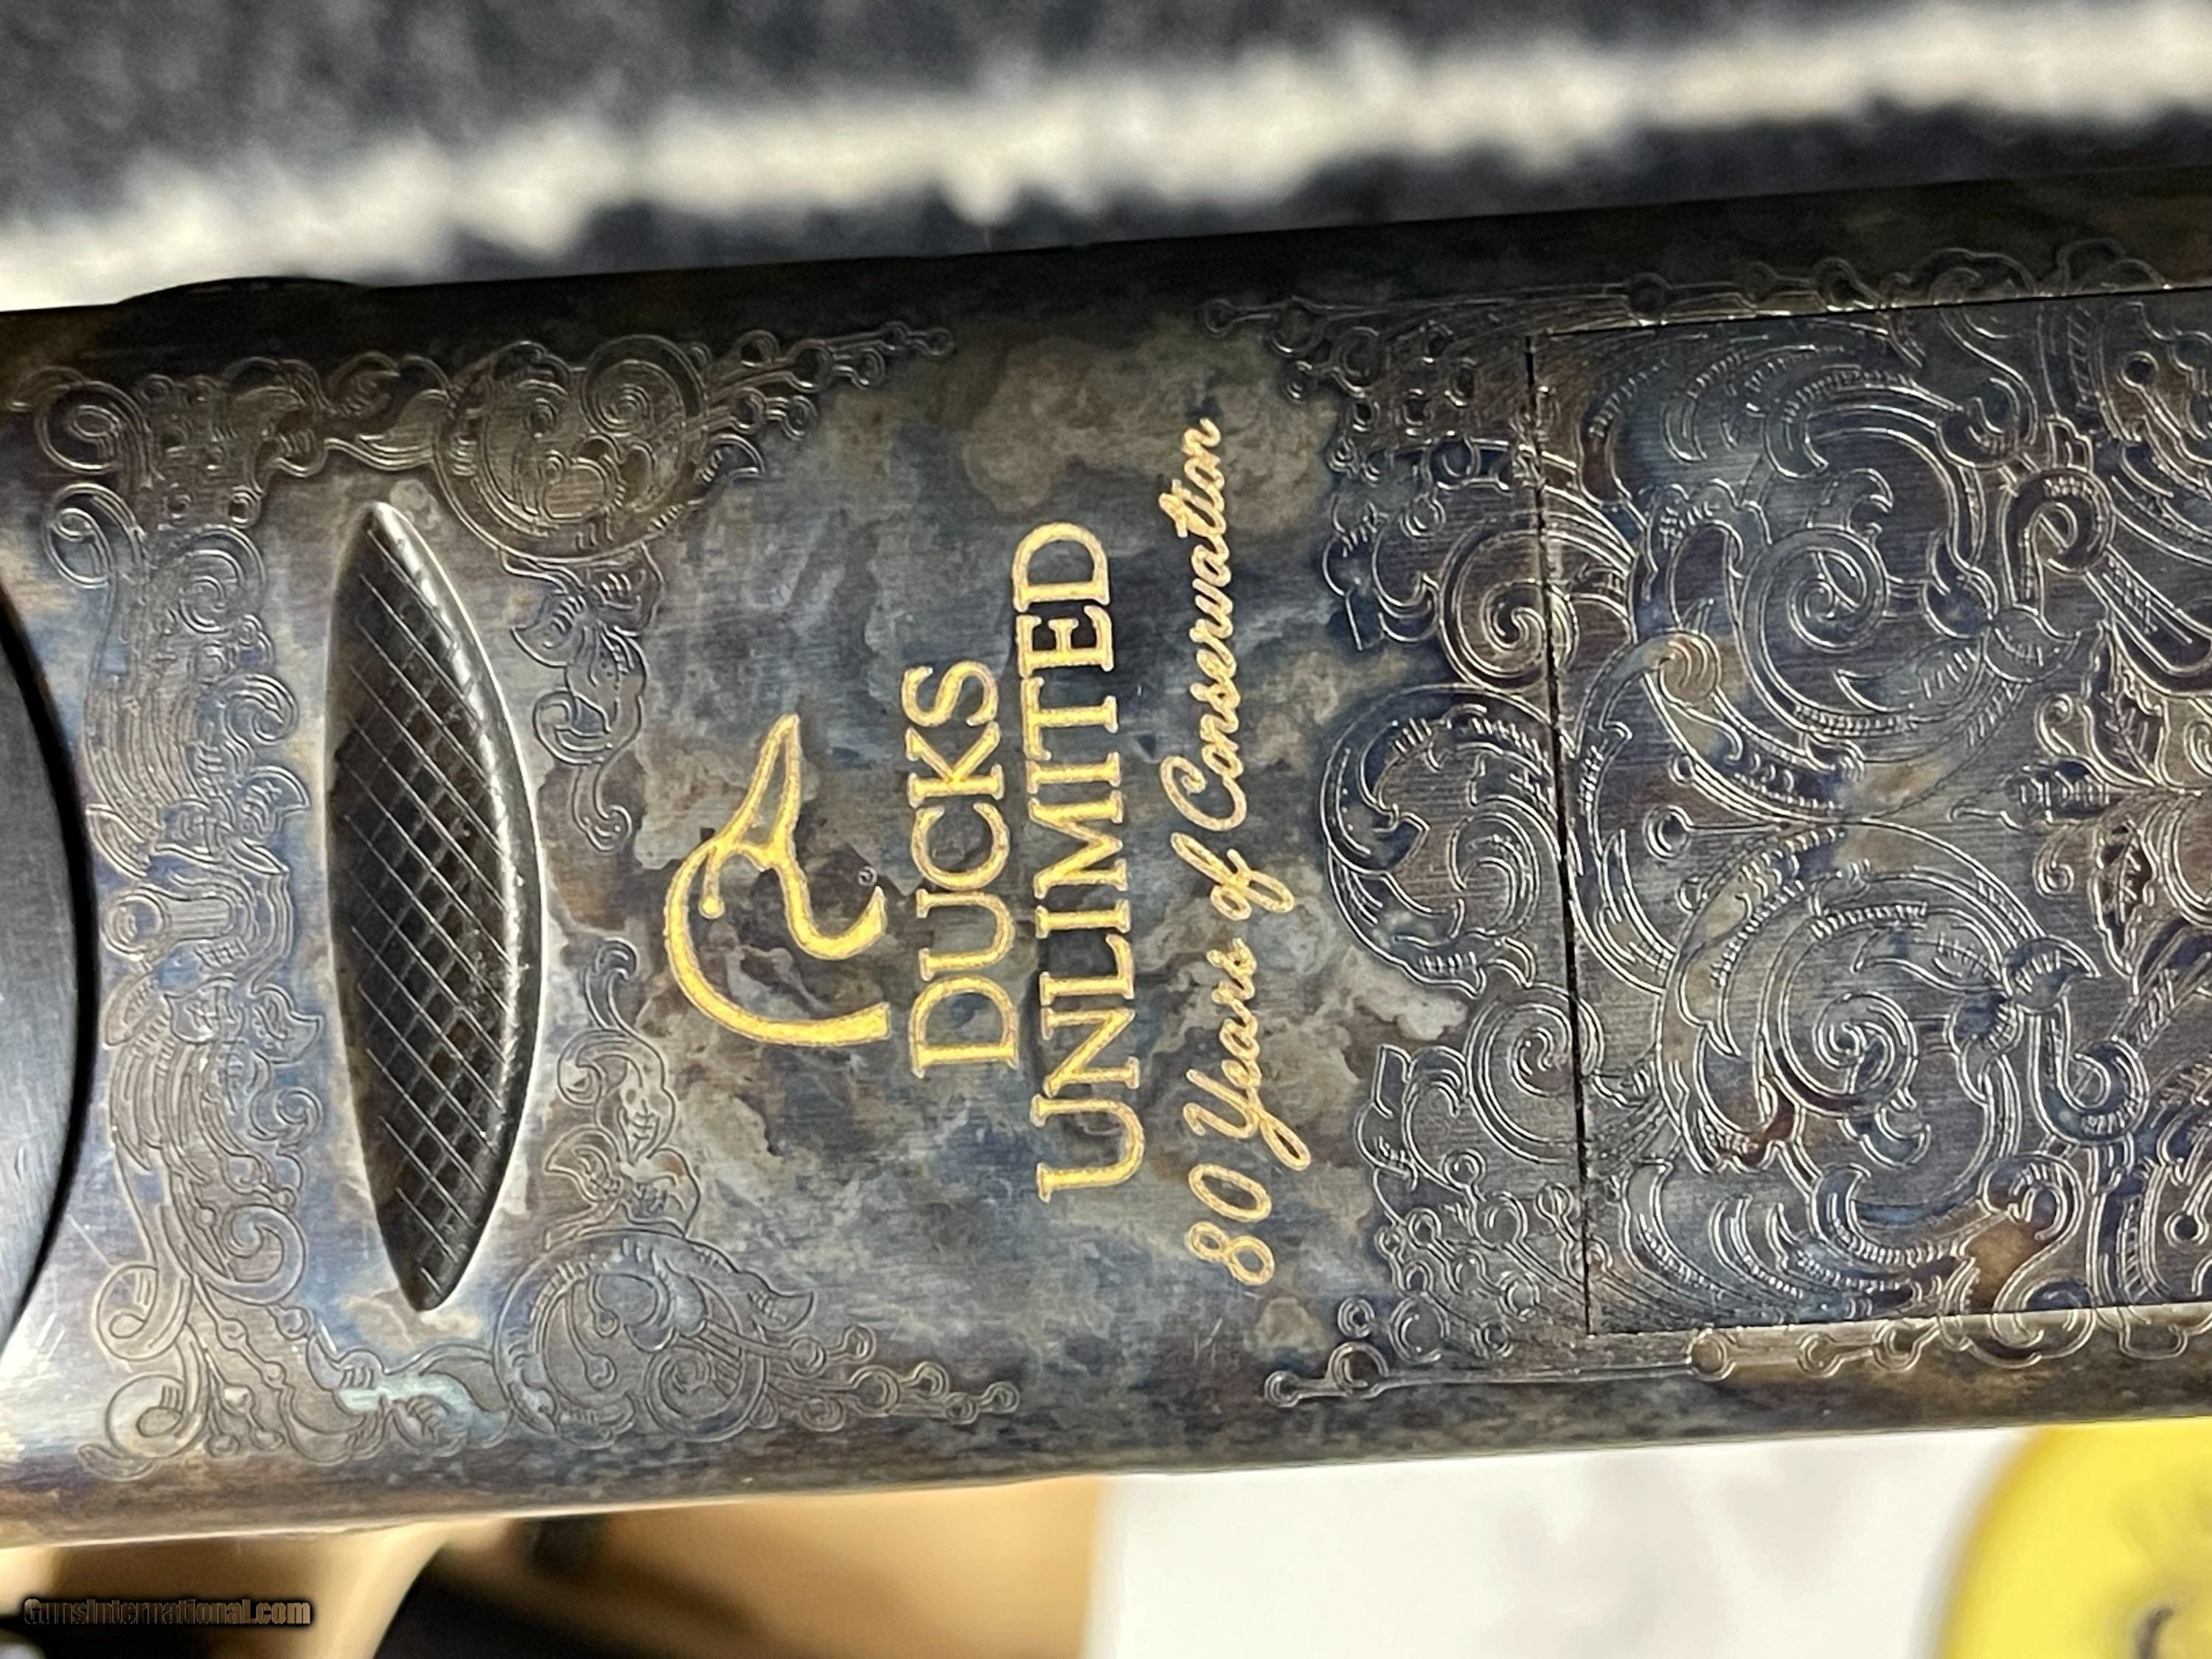 DUCKS
UNLIMITED
80 Years of Conservation
GunsInternational.com